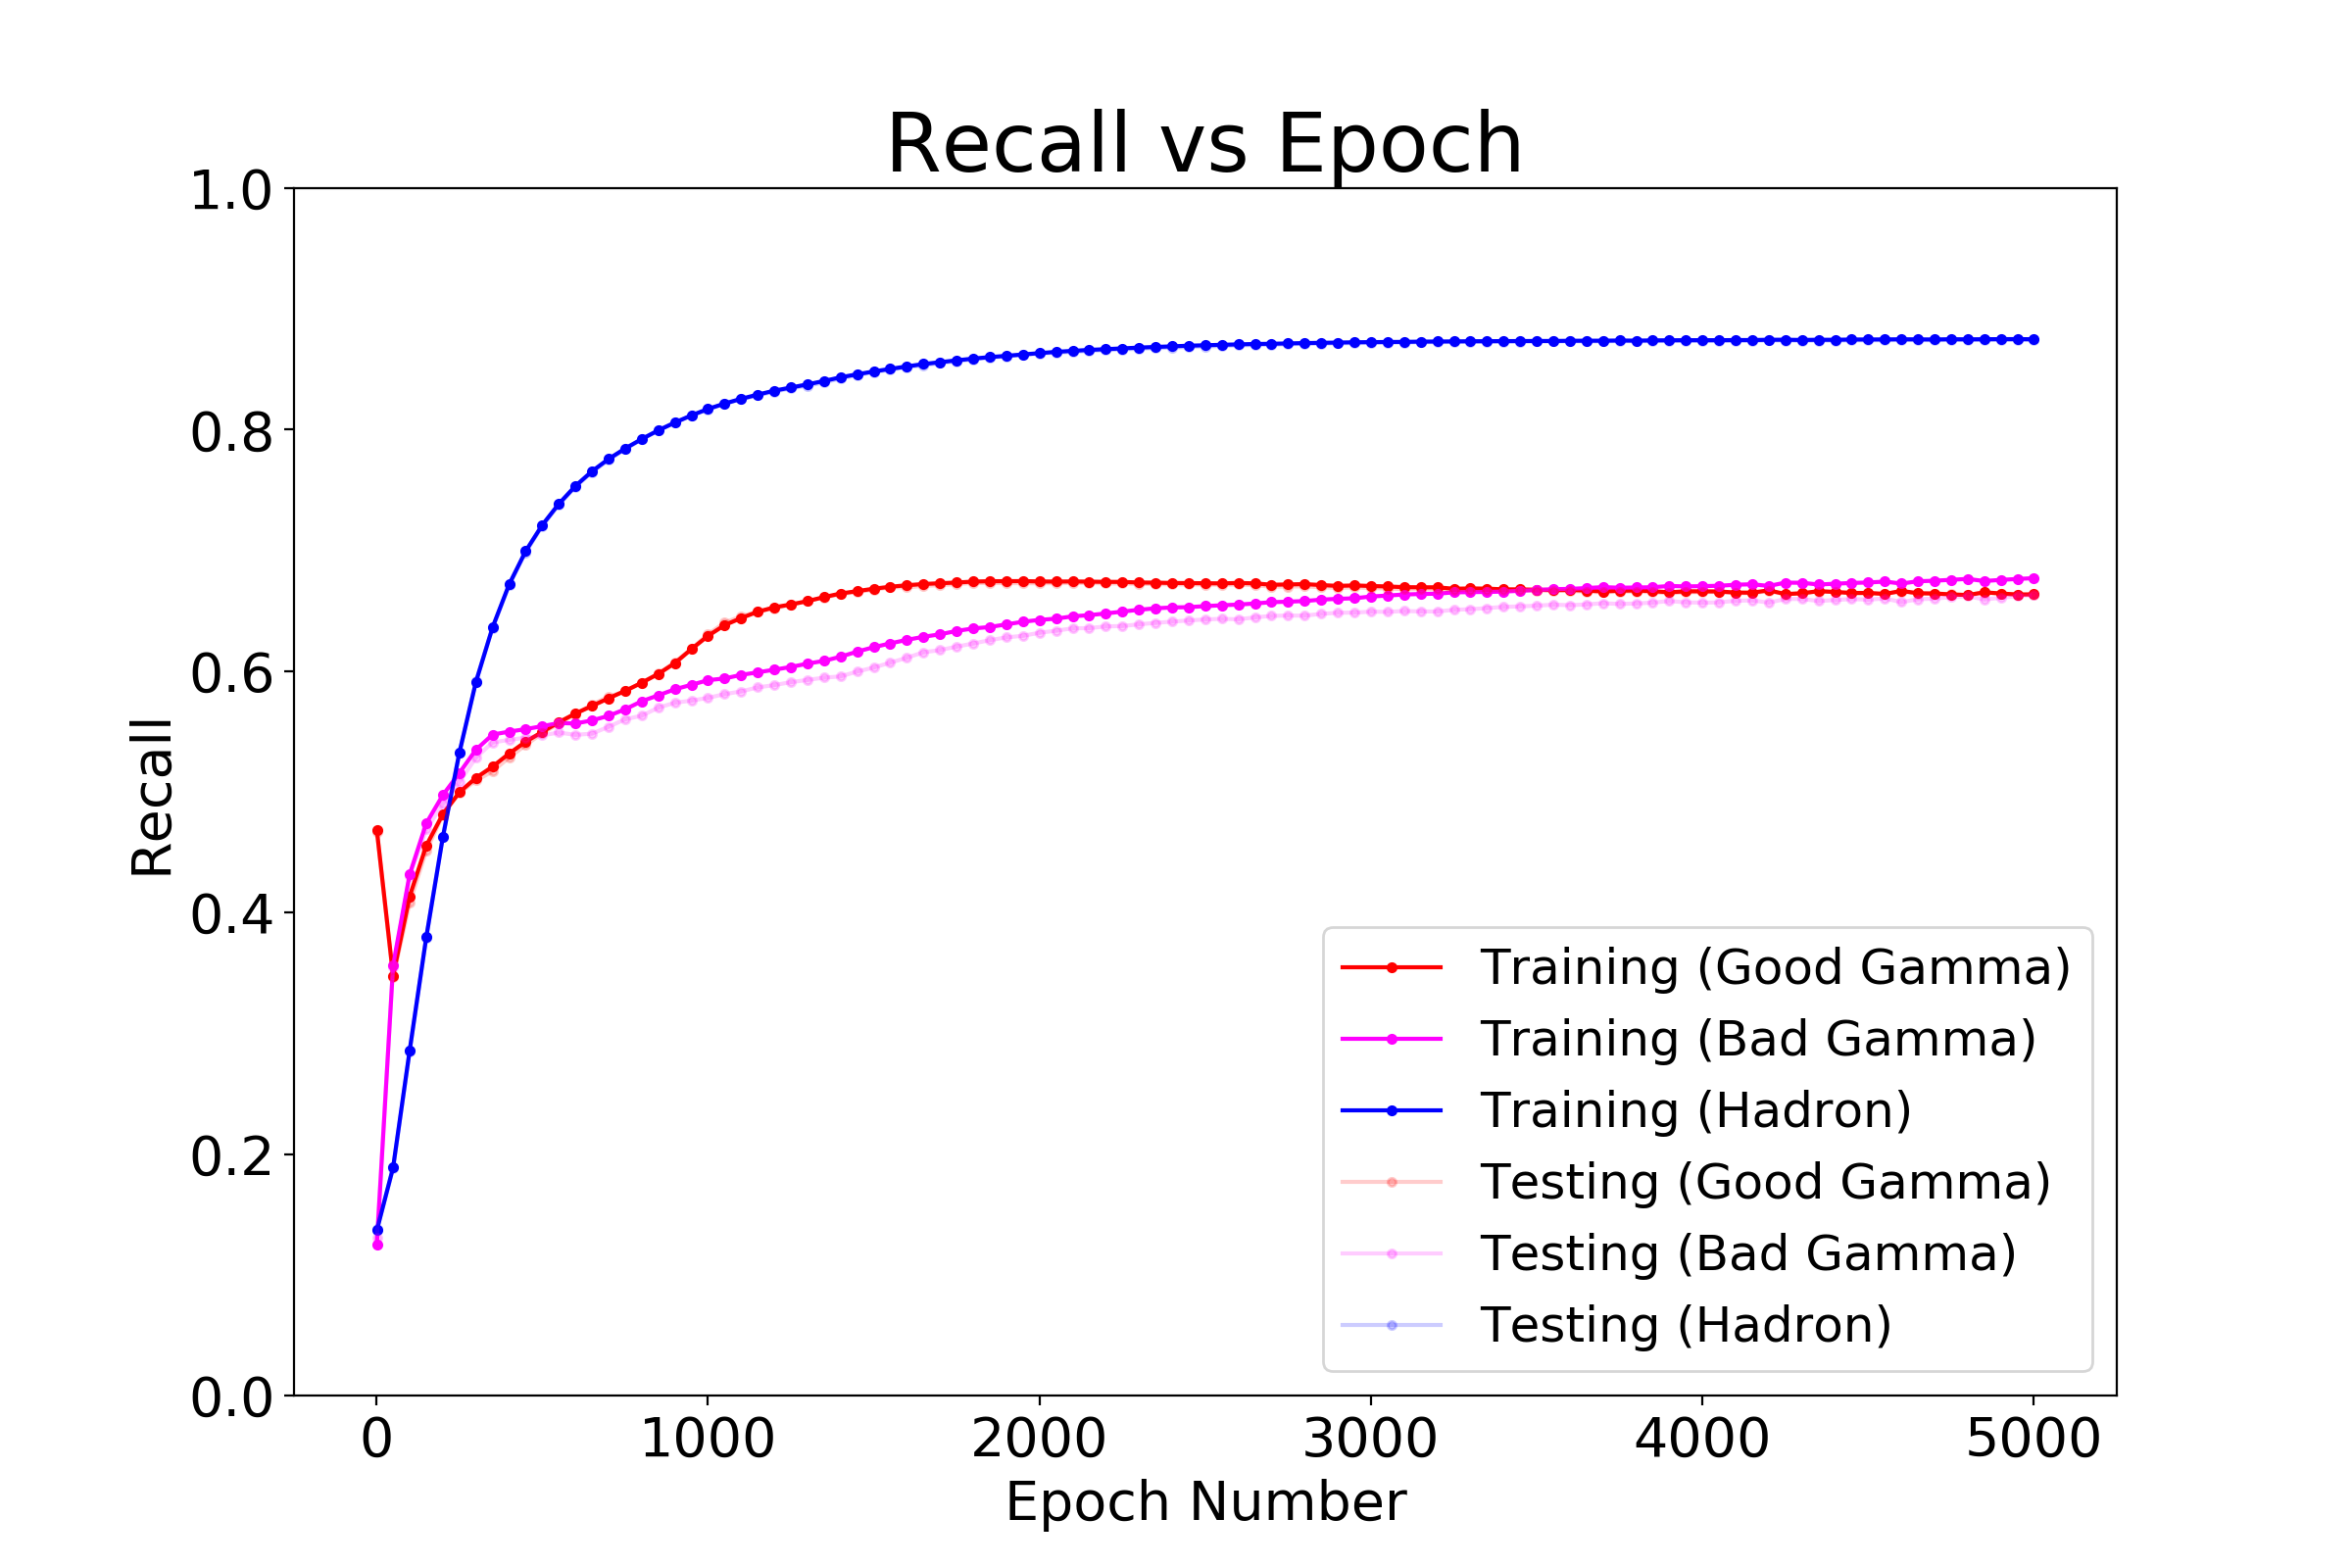 Recall vs Epoch
1.0
0.8
0.6
0.4
0.2
0.0
Recall
0 1000 2000 3000 4000 5000
Epoch Number
Training (Good Gamma)
Training (Bad Gamma)
Training (Hadron)
Testing (Good Gamma)
Testing (Bad Gamma)
Testing (Hadron)